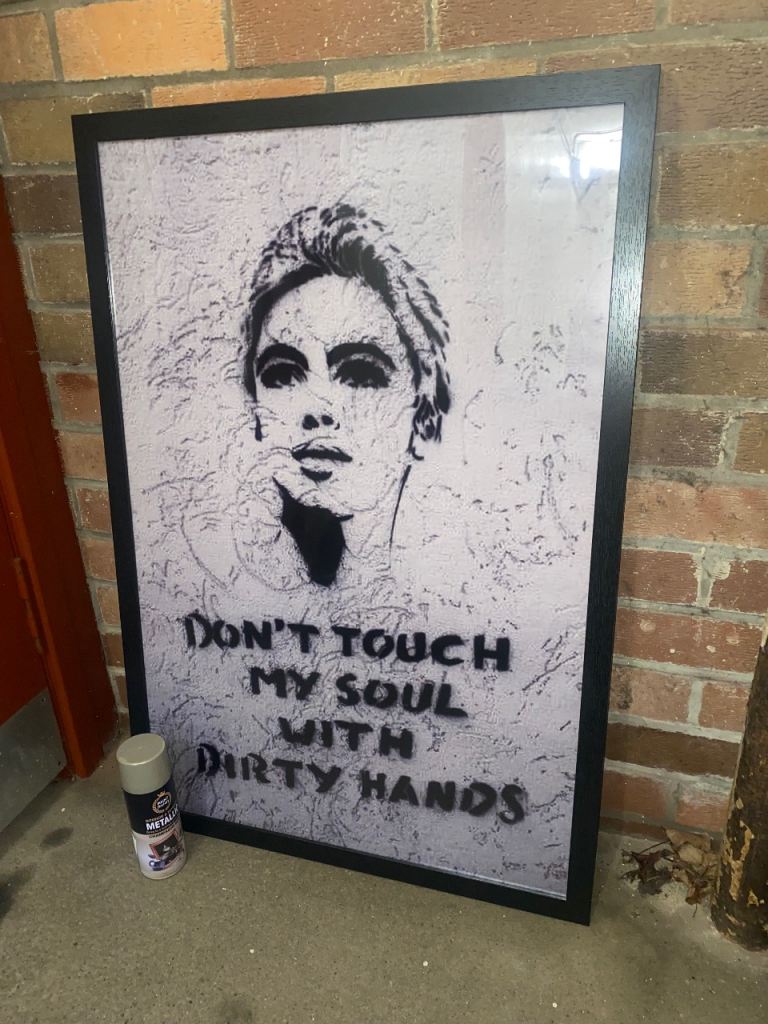 DON'T TOUCH
MY SOUL
WITH
DIRTY HANDS
METALLIC